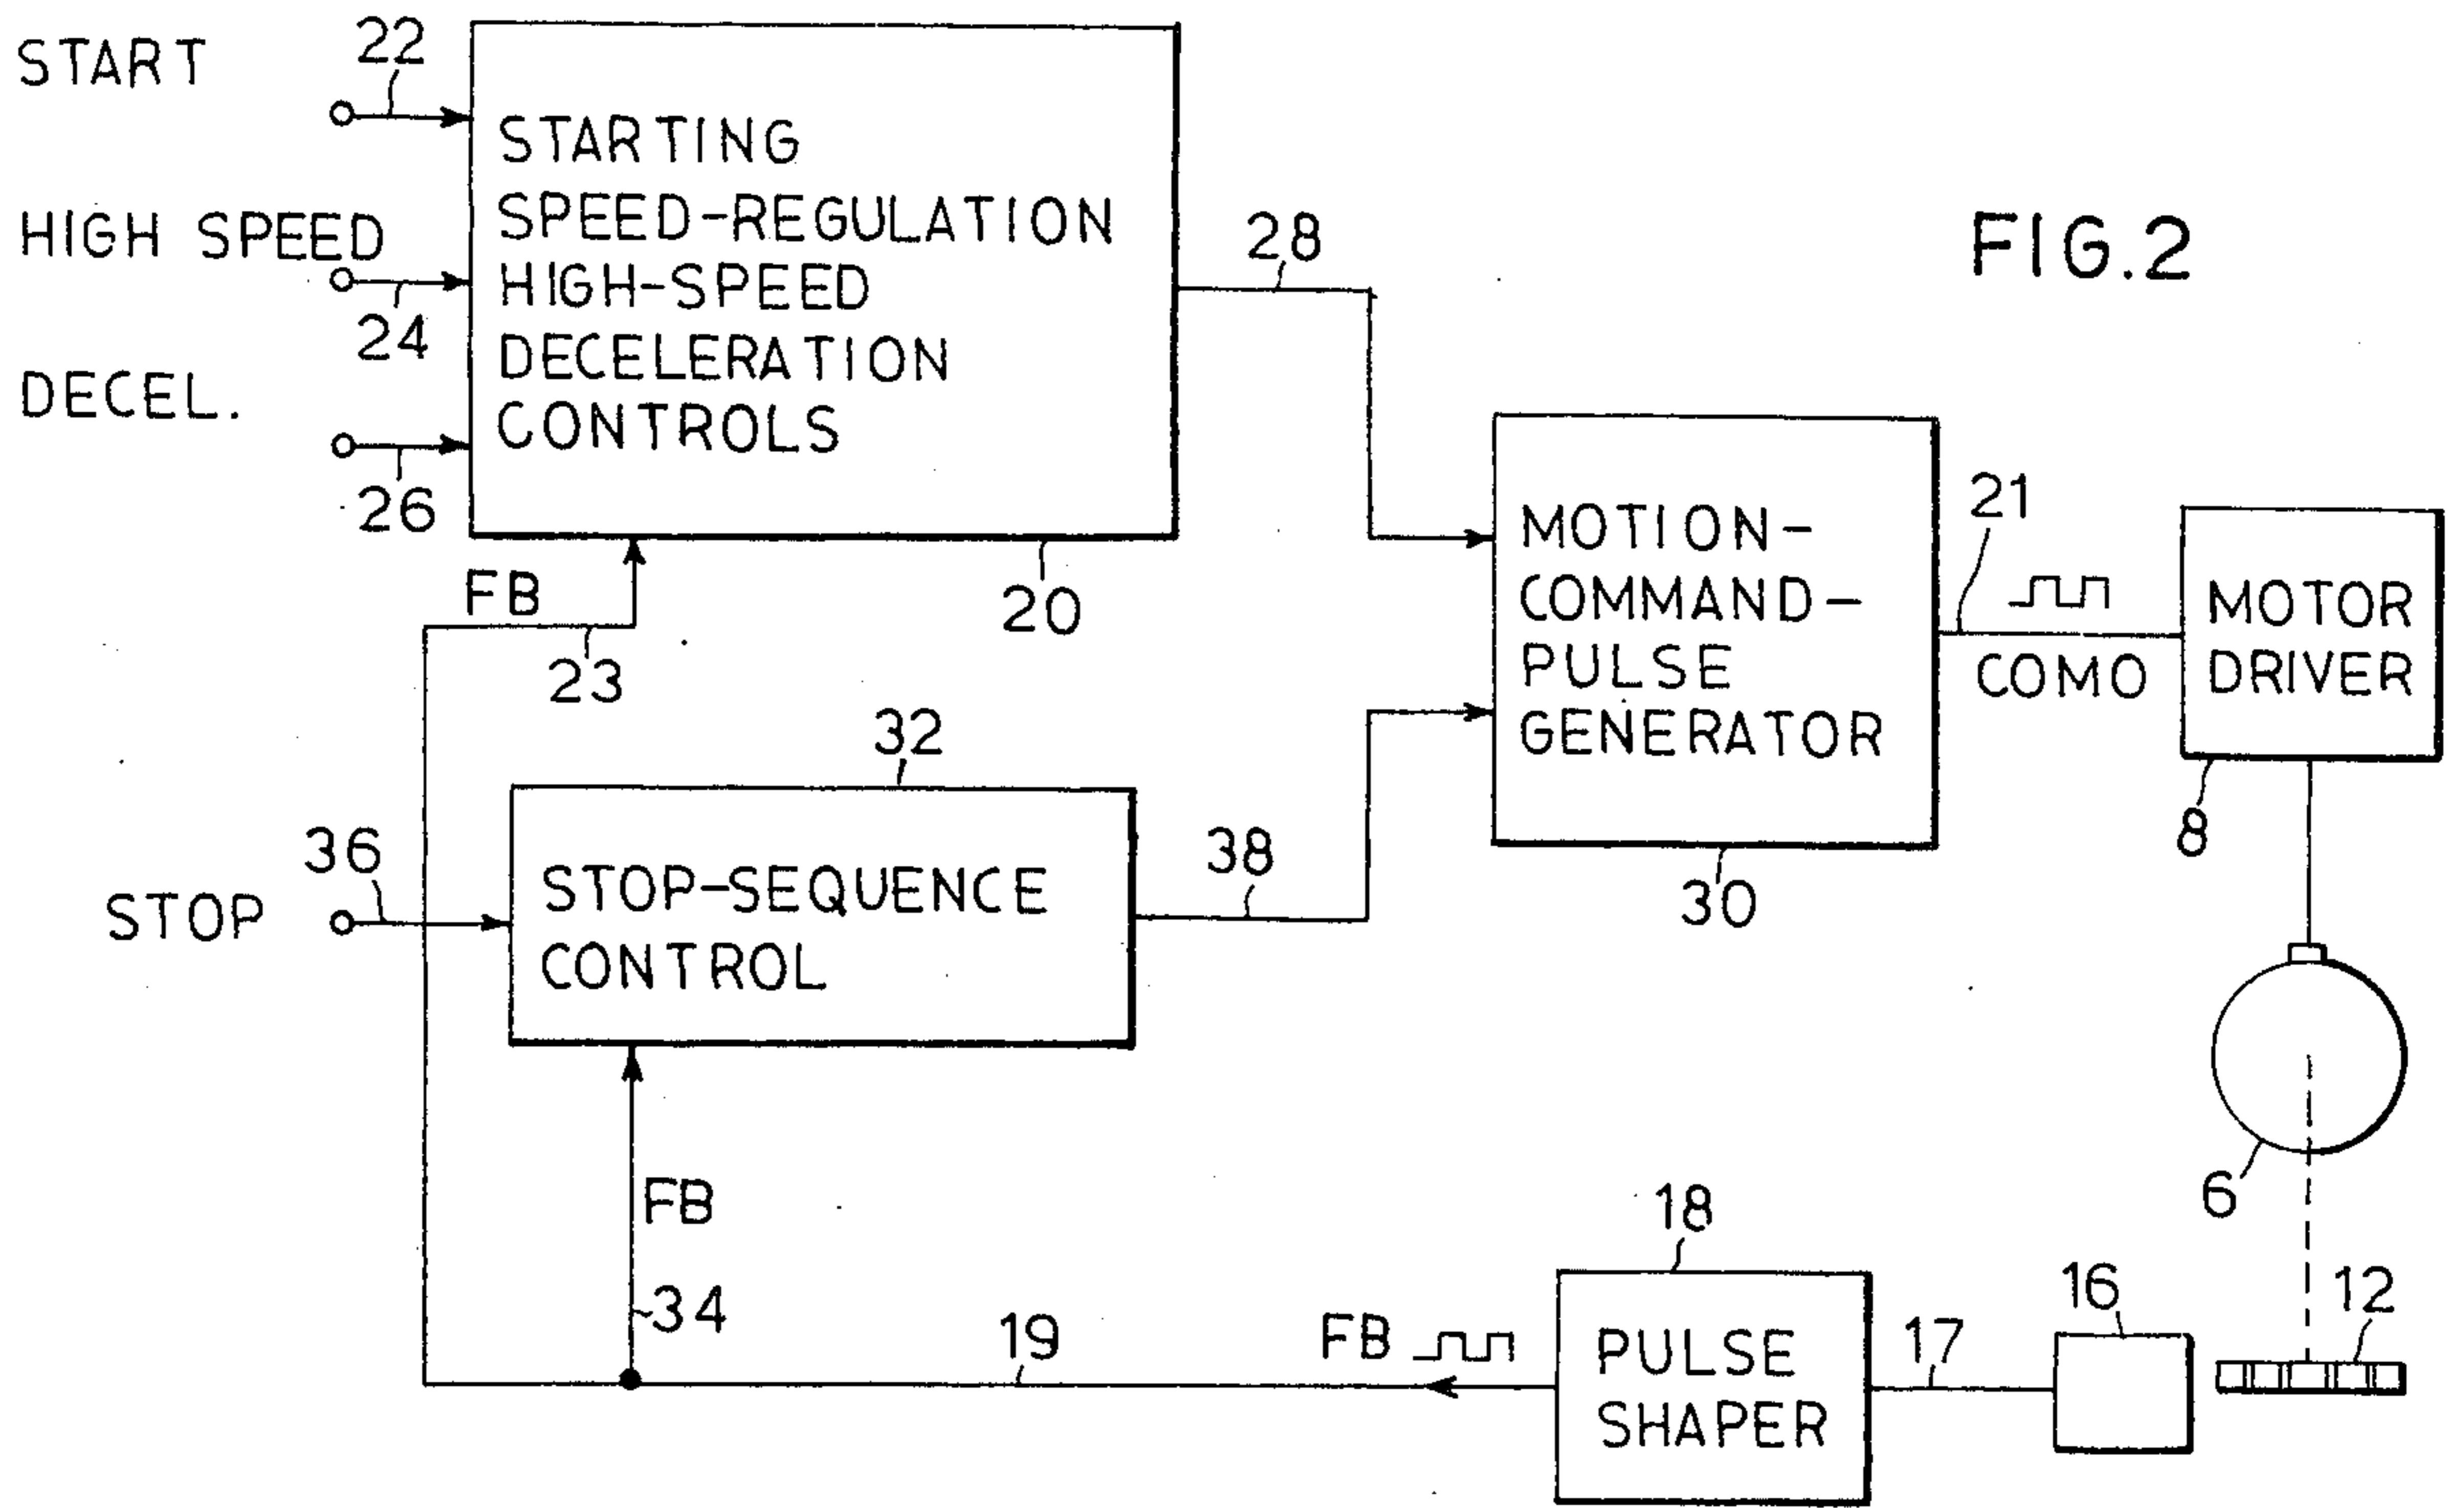 START
22
HIGH SPEED
24
DECEL.
26
STARTING
SPEED-REGULATION
HIGH-SPEED
DECELERATION
CONTROLS
20
FB
23
28
FIG.2
MOTION-
COMMAND-
PULSE
GENERATOR
30
21
COMO
MOTOR
DRIVER
8
32
STOP
36
STOP-SEQUENCE
CONTROL
38
FB
34
19
FB
18
PULSE
SHAPER
17
16
12
6